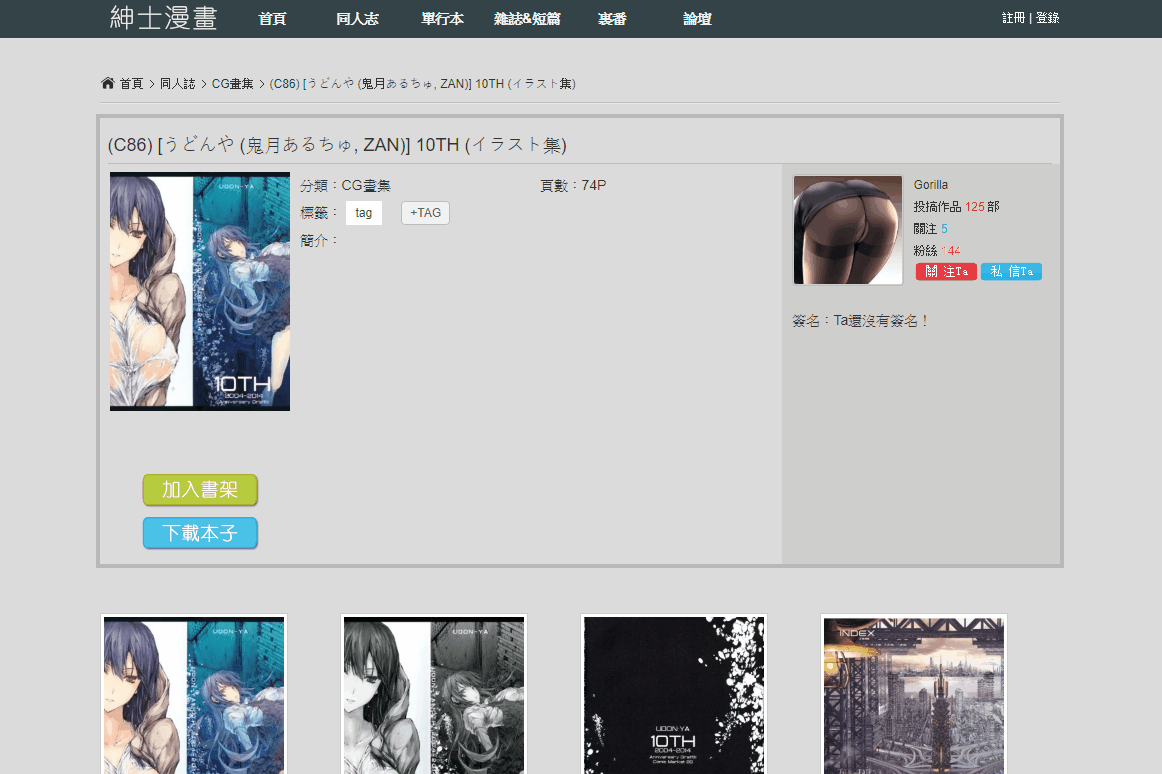 紳士漫畫
首頁 同人志 單行本 雜誌&短篇 裏番 論壇
註冊 | 登錄
首頁 > 同人誌 > CG畫集 > (C86) [うどんや (鬼月あるちゅ, ZAN)] 10TH (イラスト集)
(C86) [うどんや (鬼月あるちゅ, ZAN)] 10TH (イラスト集)
分類：CG畫集
頁數：74P
標籤： tag +TAG
簡介：
UDON-YA
10TH
2004-2014
Anniversary Graffiti
加入書架
下載本子
Gorilla
投搞作品 125 部
關注 5
粉絲 144
關 注Ta 私 信Ta
簽名：Ta還沒有簽名！
UDON-YA
UDON-YA
UDON-YA
10TH
2004-2014
Anniversary Graffiti
INDEX